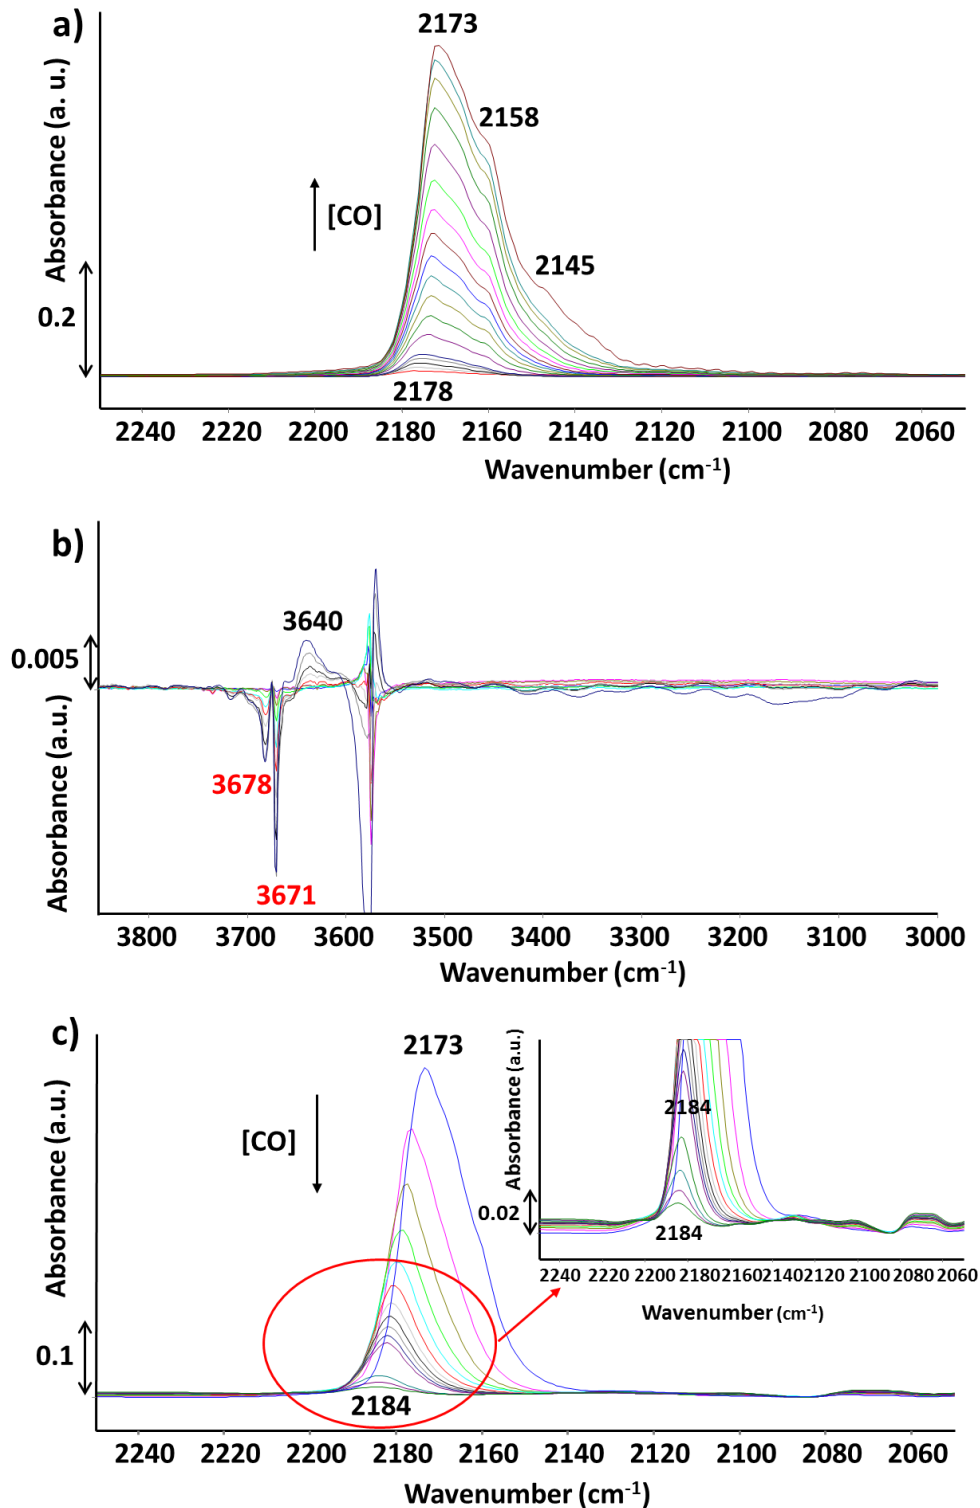 a)
2173
2158
[CO]
2145
0.2
2178
Absorbance (a. u.)
2240 2220 2200 2180 2160 2140 2120 2100 2080 2060
Wavenumber (cm-1)
b)
3640
0.005
3678
3671
Absorbance (a.u.)
3800 3700 3600 3500 3400 3300 3200 3100 3000
Wavenumber (cm-1)
c)
2173
[CO]
0.1
2184
Absorbance (a.u.)
2240 2220 2200 2180 2160 2140 2120 2100 2080 2060
Wavenumber (cm-1)
Absorbance (a.u.)
2184
0.02
2184
2240 2220 2200 2180 2160 2140 2120 2100 2080 2060
Wavenumber (cm-1)